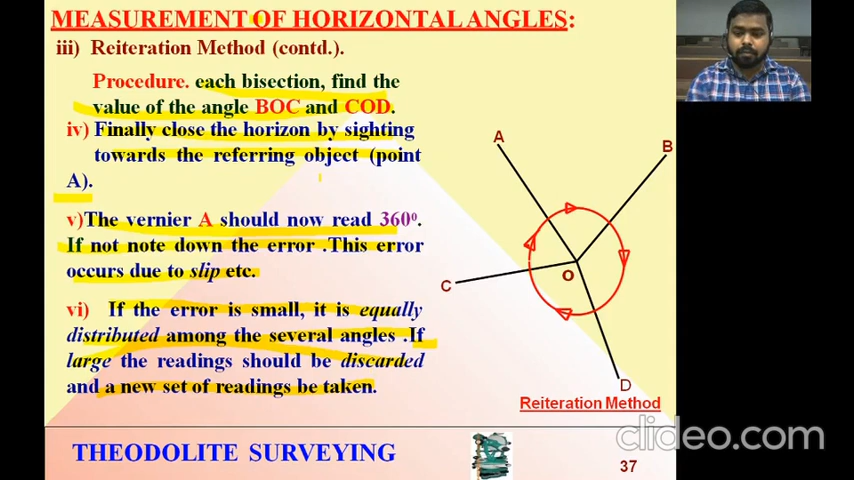 MEASUREMENT OF HORIZONTAL ANGLES:
iii) Reiteration Method (contd.).
Procedure. each bisection, find the
value of the angle BOC and COD.
iv) Finally close the horizon by sighting
towards the referring object (point
A).
v)The vernier A should now read 360⁰.
If not note down the error .This error
occurs due to slip etc.
vi) If the error is small, it is equally
distributed among the several angles .If
large the readings should be discarded
and a new set of readings be taken.
A
B
C
O
D
Reiteration Method
THEODOLITE SURVEYING
37
clideo.com